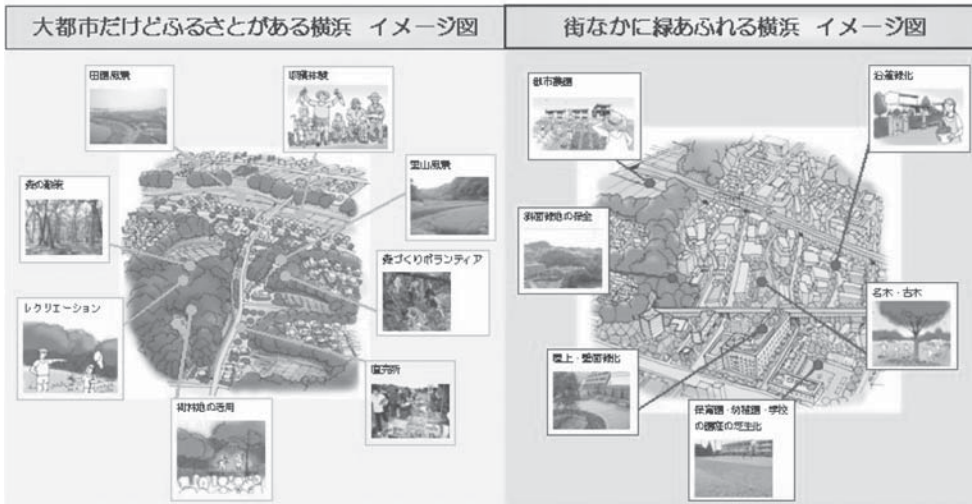 大都市だけどふるさとがある横浜 イメージ図
田園風景
収穫体験
里山風景
森の散策
森づくりボランティア
レクリエーション
直売所
樹林地の活用
街なかに緑あふれる横浜 イメージ図
都市農園
沿道緑化
斜面緑地の保全
名木・古木
屋上・壁面緑化
保育園・幼稚園・学校
の園庭の芝生化